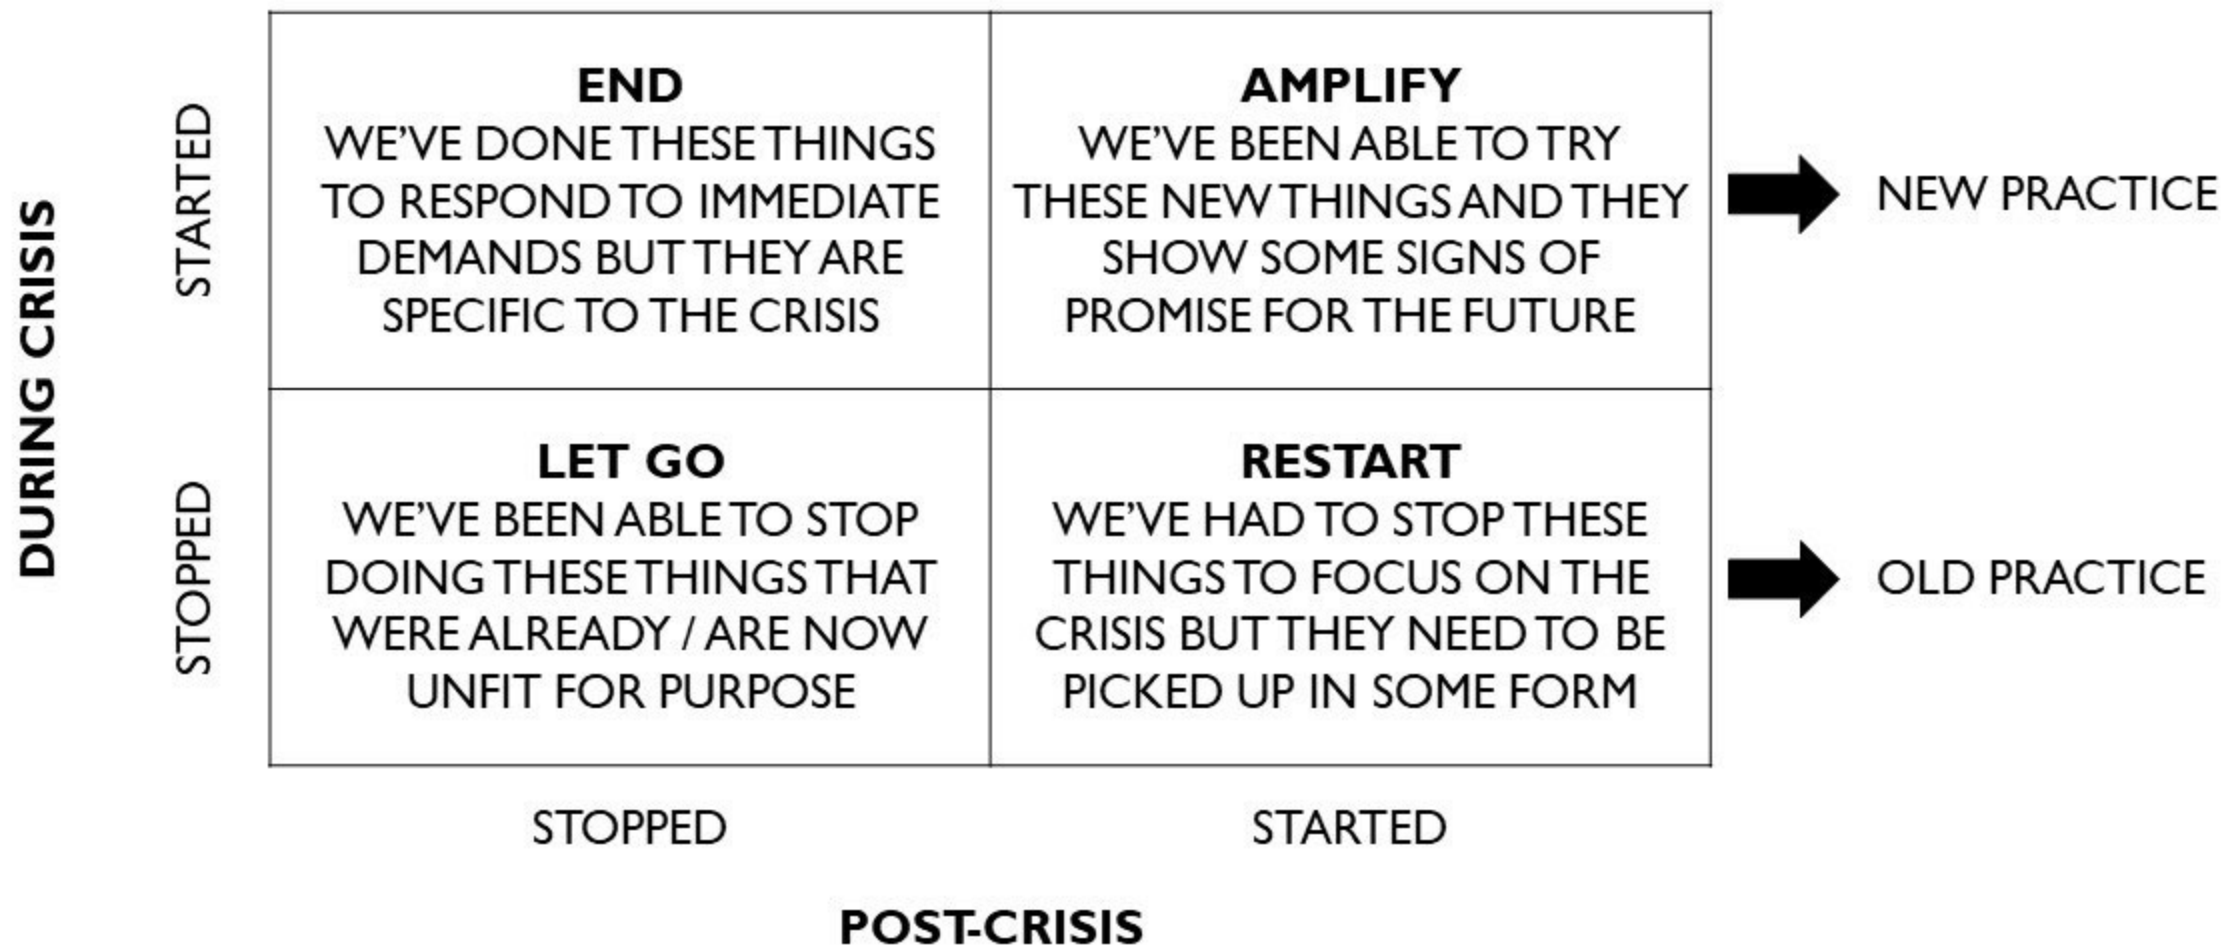 DURING CRISIS
STARTED
END
WE'VE DONE THESE THINGS
TO RESPOND TO IMMEDIATE
DEMANDS BUT THEY ARE
SPECIFIC TO THE CRISIS
AMPLIFY
WE'VE BEEN ABLE TO TRY
THESE NEW THINGS AND THEY
SHOW SOME SIGNS OF
PROMISE FOR THE FUTURE
NEW PRACTICE
STOPPED
LET GO
WE'VE BEEN ABLE TO STOP
DOING THESE THINGS THAT
WERE ALREADY / ARE NOW
UNFIT FOR PURPOSE
RESTART
WE'VE HAD TO STOP THESE
THINGS TO FOCUS ON THE
CRISIS BUT THEY NEED TO BE
PICKED UP IN SOME FORM
OLD PRACTICE
STOPPED
STARTED
POST-CRISIS